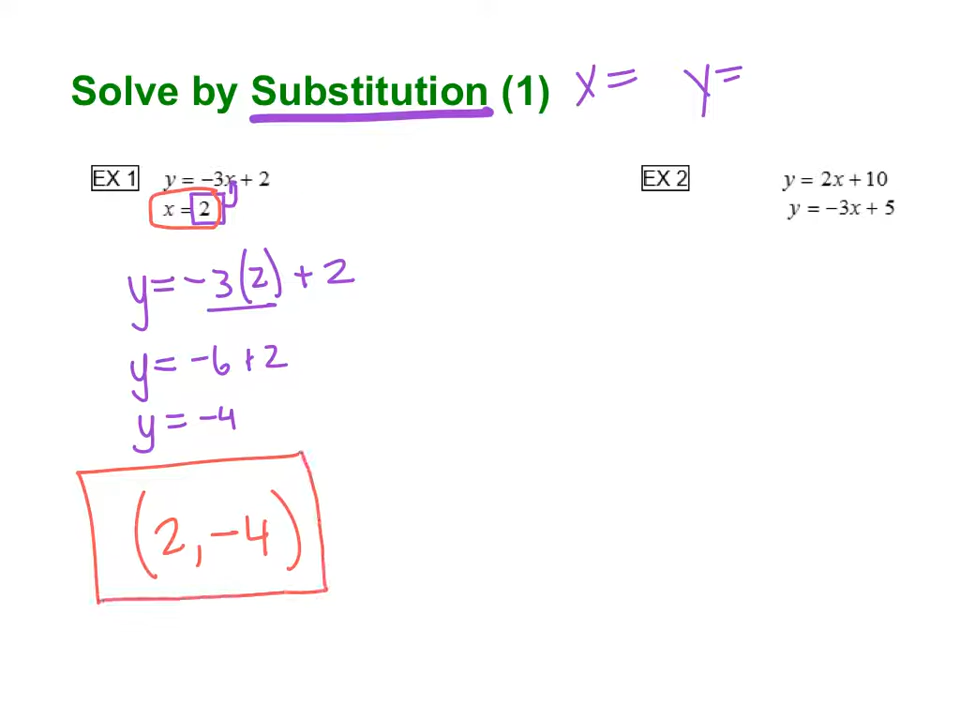 Solve by Substitution (1) x= y=
EX 1 y = −3x + 2
x = 2
y = -3(2) + 2
y = -6 + 2
y = -4
(2, -4)
EX 2 y = 2x + 10
y = −3x + 5